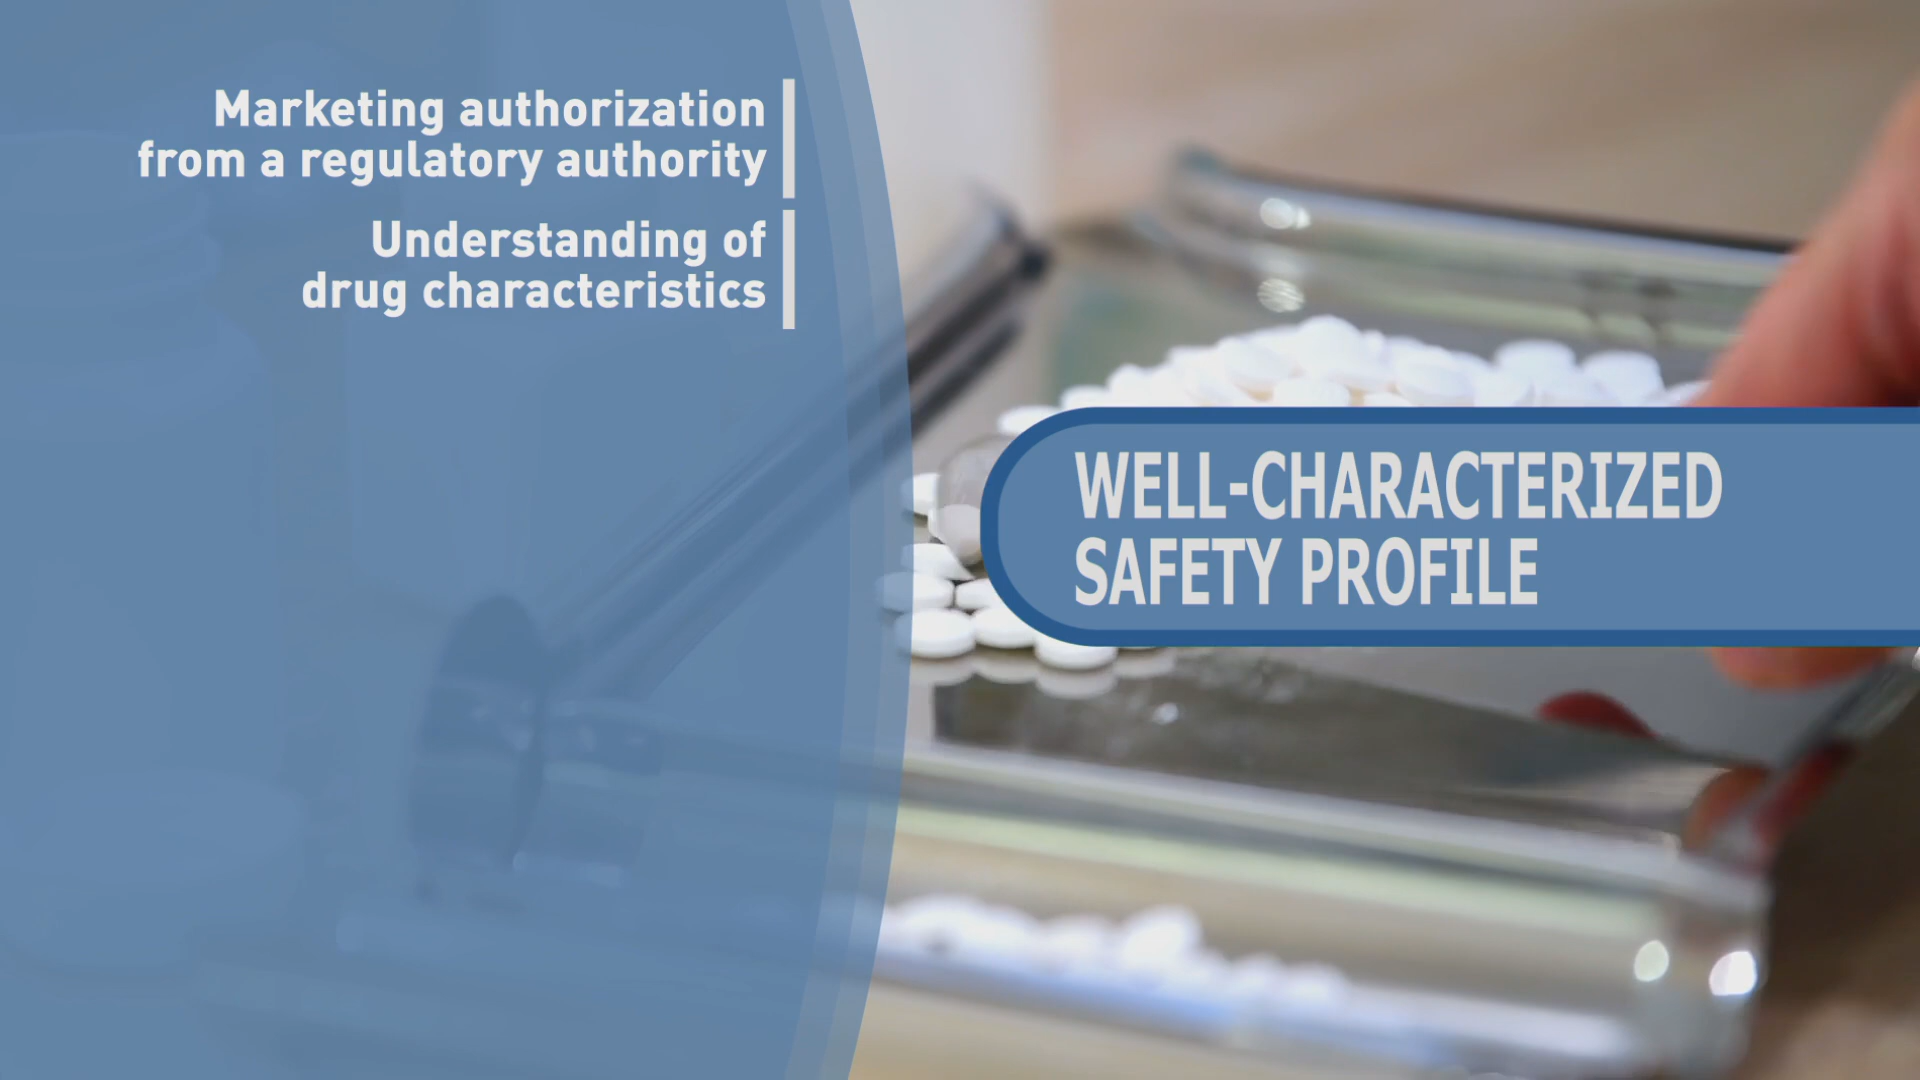 Marketing authorization
from a regulatory authority
Understanding of
drug characteristics
WELL-CHARACTERIZED
SAFETY PROFILE